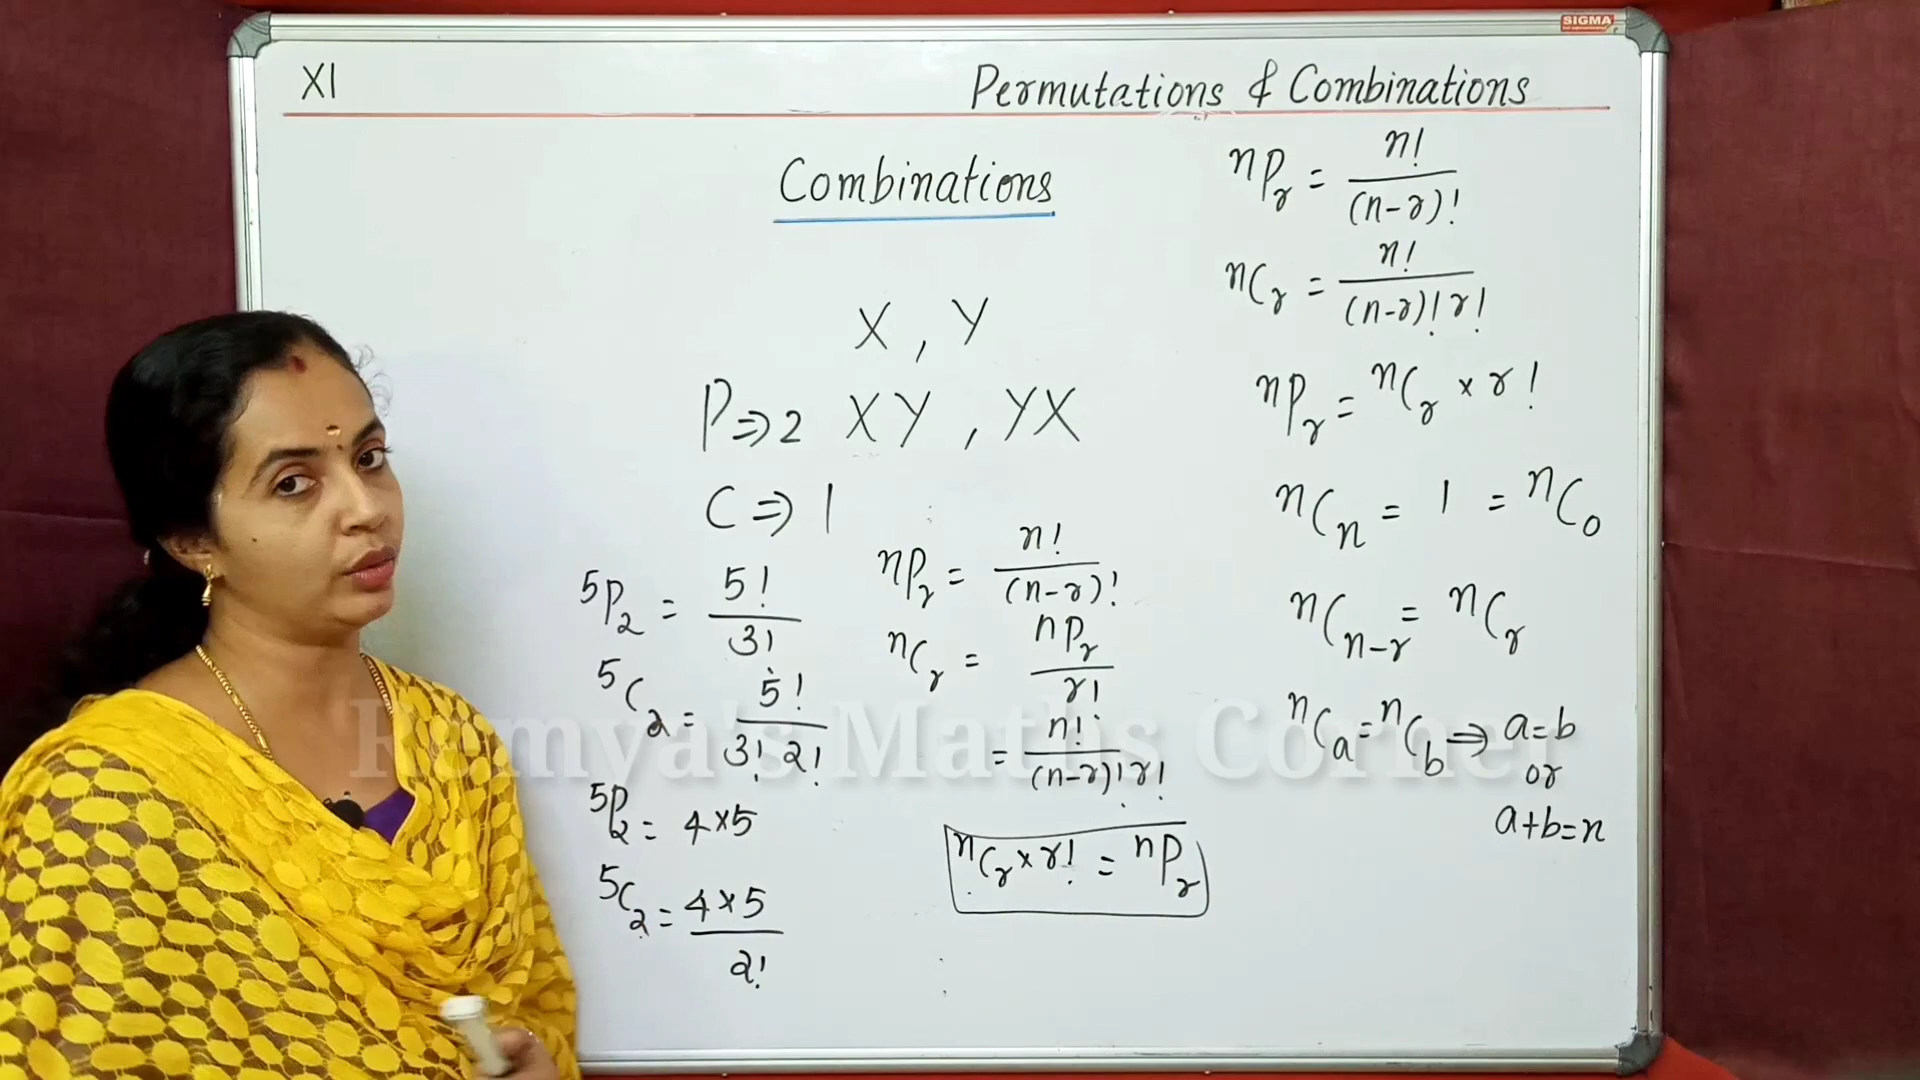 SIGMA
XI
Permutations & Combinations
Combinations
X , Y
P ⇒ 2 XY , YX
C ⇒ 1
5P₂ = 5!/3!
5C₂ = 5!/(3! 2!)
5P₂ = 4×5
5C₂ = 4×5/2!
nPr = n!/(n-r)!
nCr = nPr/r!
= n!/(n-r)! r!
nCr × r! = nPr
nPr = n!/(n-r)!
nCr = n!/(n-r)! r!
nPr = nCr × r!
nCn = 1 = nC₀
nCn-r = nCr
nCa = nCb ⇒ a=b
or
a+b=n
Remya's Maths Corner